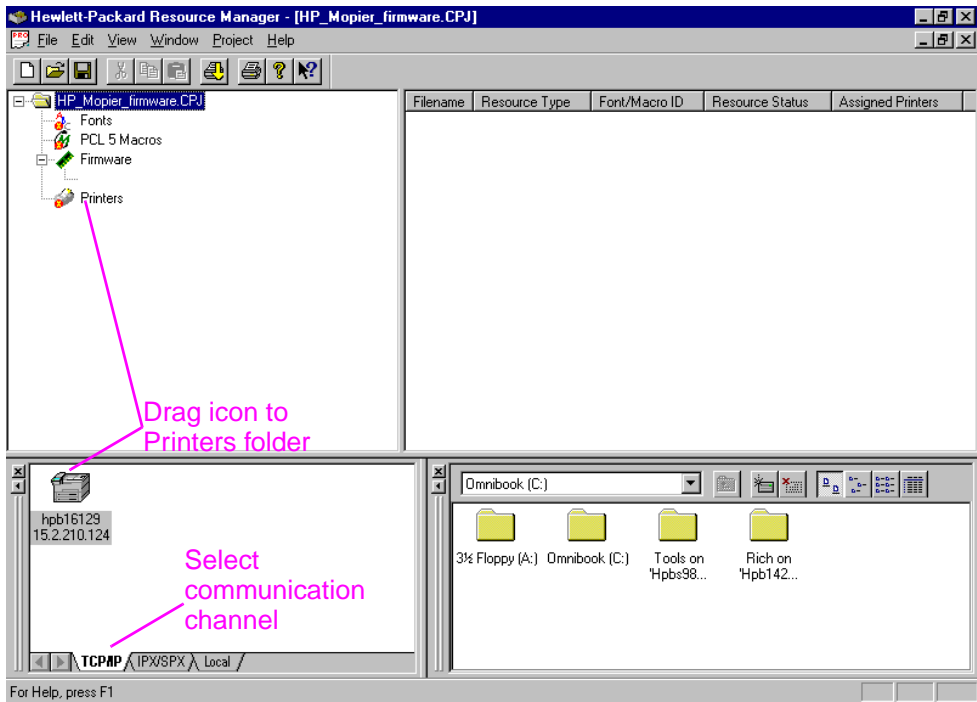 Hewlett-Packard Resource Manager - [HP_Mopier_firmware.CPJ]
PRO File Edit View Window Project Help
HP_Mopier_firmware.CPJ
Fonts
PCL 5 Macros
Firmware
Printers
Filename Resource Type Font/Macro ID Resource Status Assigned Printers
Drag icon to
Printers folder
hpb16129
15.2.210.124
Select
communication
channel
TCP/IP IPX/SPX Local
Omnibook (C:)
3½ Floppy (A:) Omnibook (C:) Tools on 'Hpbs98... Rich on 'Hpb142...
For Help, press F1